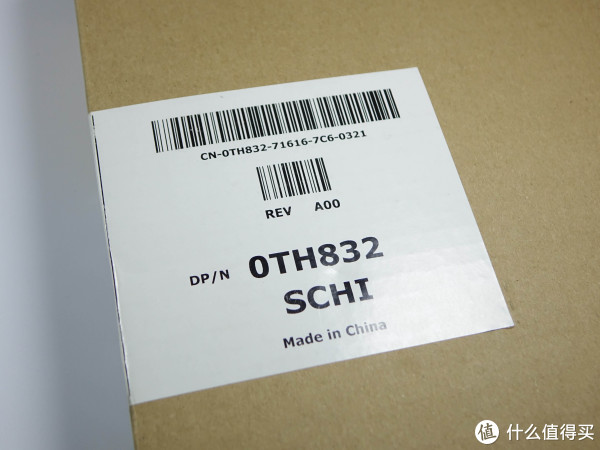 CN-0TH832-71616-7C6-0321
REV A00
DP/N 0TH832
SCHI
Made in China
值 什么值得买